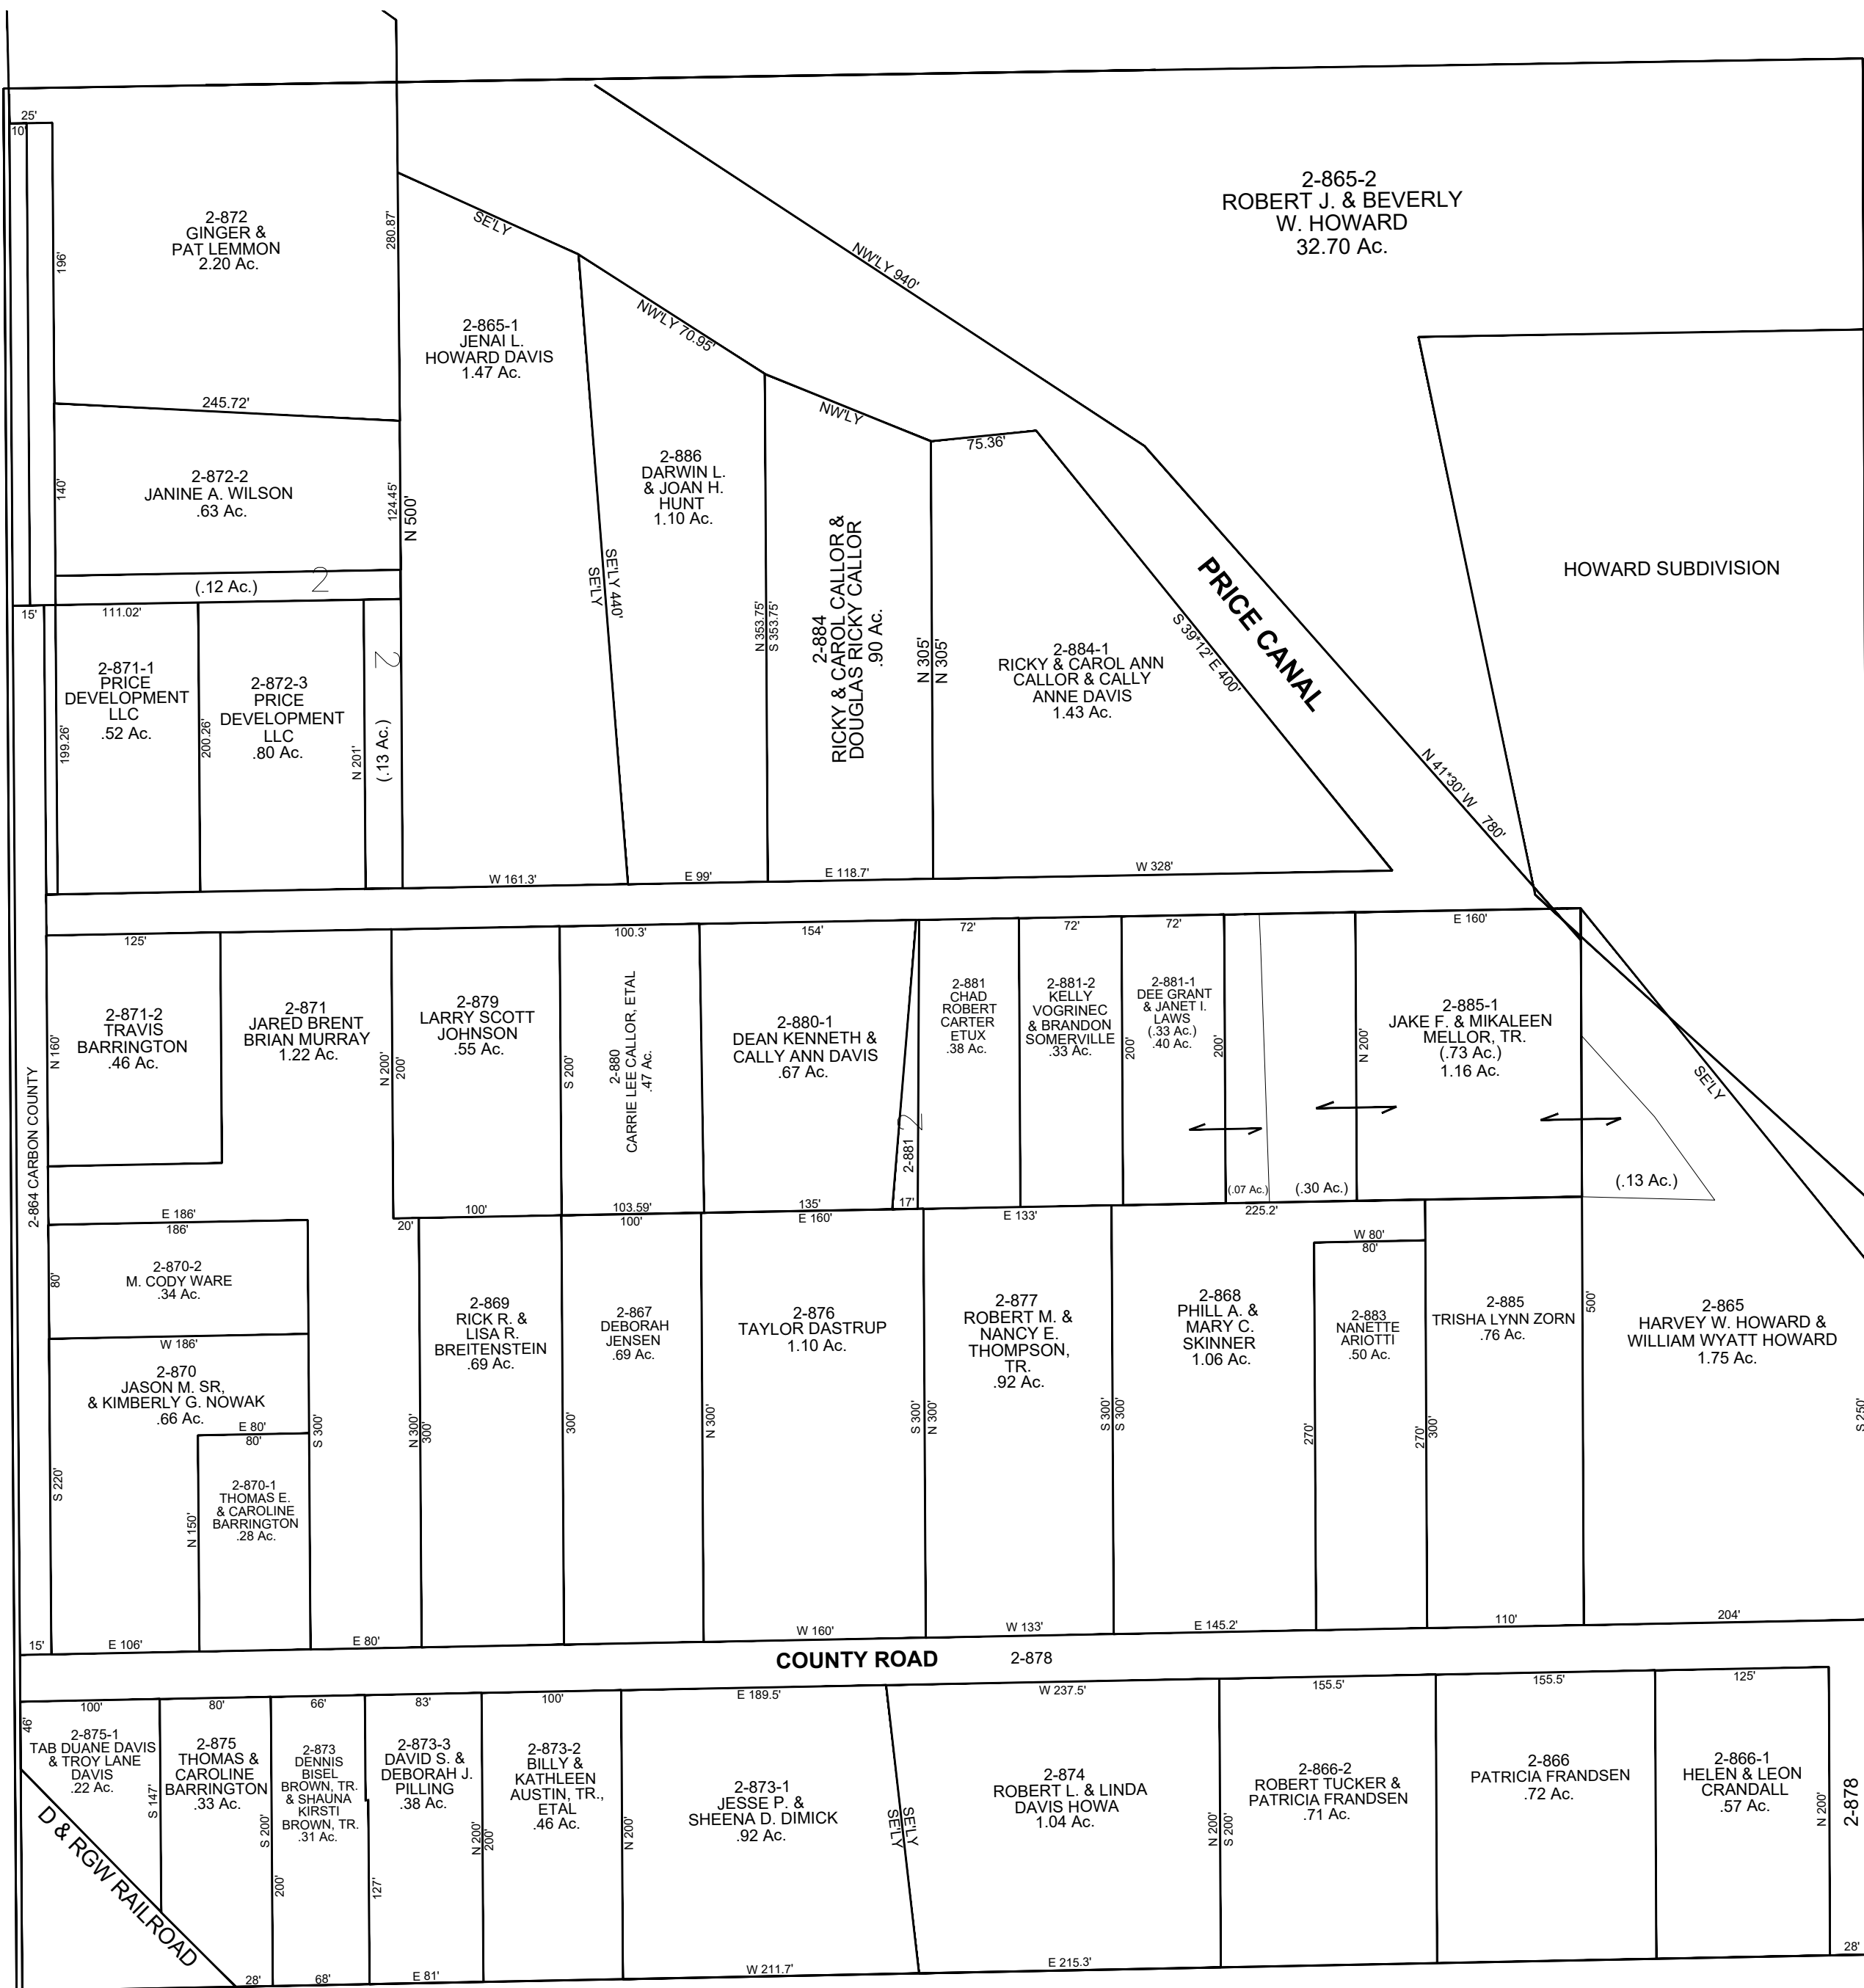 25'
10'
196'
2-872
GINGER &
PAT LEMMON
2.20 Ac.
280.87'
SE'LY
NW'LY 940'
2-865-2
ROBERT J. & BEVERLY
W. HOWARD
32.70 Ac.
NW'LY 70.95'
2-865-1
JENAI L.
HOWARD DAVIS
1.47 Ac.
245.72'
NW'LY
75.36'
140'
2-872-2
JANINE A. WILSON
.63 Ac.
124.45'
N 500'
2-886
DARWIN L.
& JOAN H.
HUNT
1.10 Ac.
SE'LY
SE'LY 440'
(.12 Ac.)
2
HOWARD SUBDIVISION
PRICE CANAL
15'
111.02'
2-871-1
PRICE
DEVELOPMENT
LLC
.52 Ac.
199.26'
200.26'
2-872-3
PRICE
DEVELOPMENT
LLC
.80 Ac.
N 201'
2
(.13 Ac.)
N 353.75'
S 353.75'
2-884
RICKY & CAROL CALLOR &
DOUGLAS RICKY CALLOR
.90 Ac.
N 305'
N 305'
2-884-1
RICKY & CAROL ANN
CALLOR & CALLY
ANNE DAVIS
1.43 Ac.
S 39*12' E 400'
N 41*30' W
780'
W 161.3'
E 99'
E 118.7'
W 328'
125'
100.3'
154'
72'
72'
72'
E 160'
2-864 CARBON COUNTY
N 160'
2-871-2
TRAVIS
BARRINGTON
.46 Ac.
2-871
JARED BRENT
BRIAN MURRAY
1.22 Ac.
N 200'
200'
2-879
LARRY SCOTT
JOHNSON
.55 Ac.
S 200'
2-880
CARRIE LEE CALLOR, ETAL
.47 Ac.
2-880-1
DEAN KENNETH &
CALLY ANN DAVIS
.67 Ac.
2-881
2
2-881
CHAD
ROBERT
CARTER
ETUX
.38 Ac.
2-881-2
KELLY
VOGRINEC
& BRANDON
SOMERVILLE
.33 Ac.
200'
2-881-1
DEE GRANT
& JANET I.
LAWS
(.33 Ac.)
.40 Ac.
200'
N 200'
2-885-1
JAKE F. & MIKALEEN
MELLOR, TR.
(.73 Ac.)
1.16 Ac.
SE'LY
(.07 Ac.)
(.30 Ac.)
(.13 Ac.)
E 186'
186'
20'
100'
103.59'
100'
135'
E 160'
17'
E 133'
225.2'
W 80'
80'
80'
2-870-2
M. CODY WARE
.34 Ac.
W 186'
2-870
JASON M. SR,
& KIMBERLY G. NOWAK
.66 Ac.
E 80'
80'
S 220'
N 150'
2-870-1
THOMAS E.
& CAROLINE
BARRINGTON
.28 Ac.
S 300'
N 300'
300'
2-869
RICK R. &
LISA R.
BREITENSTEIN
.69 Ac.
300'
2-867
DEBORAH
JENSEN
.69 Ac.
N 300'
2-876
TAYLOR DASTRUP
1.10 Ac.
S 300'
N 300'
2-877
ROBERT M. &
NANCY E.
THOMPSON,
TR.
.92 Ac.
S 300'
S 300'
2-868
PHILL A. &
MARY C.
SKINNER
1.06 Ac.
270'
2-883
NANETTE
ARIOTTI
.50 Ac.
270'
300'
2-885
TRISHA LYNN ZORN
.76 Ac.
500'
2-865
HARVEY W. HOWARD &
WILLIAM WYATT HOWARD
1.75 Ac.
S 250'
15'
E 106'
E 80'
W 160'
W 133'
E 145.2'
110'
204'
COUNTY ROAD
2-878
46'
100'
80'
66'
83'
100'
E 189.5'
W 237.5'
155.5'
155.5'
125'
2-875-1
TAB DUANE DAVIS
& TROY LANE
DAVIS
.22 Ac.
S 147'
2-875
THOMAS &
CAROLINE
BARRINGTON
.33 Ac.
S 200'
200'
2-873
DENNIS
BISEL
BROWN, TR.
& SHAUNA
KIRSTI
BROWN, TR.
.31 Ac.
127'
2-873-3
DAVID S. &
DEBORAH J.
PILLING
.38 Ac.
N 200'
200'
2-873-2
BILLY &
KATHLEEN
AUSTIN, TR.,
ETAL
.46 Ac.
N 200'
2-873-1
JESSE P. &
SHEENA D. DIMICK
.92 Ac.
SE'LY
SE'LY
2-874
ROBERT L. & LINDA
DAVIS HOWA
1.04 Ac.
N 200'
S 200'
2-866-2
ROBERT TUCKER &
PATRICIA FRANDSEN
.71 Ac.
2-866
PATRICIA FRANDSEN
.72 Ac.
2-866-1
HELEN & LEON
CRANDALL
.57 Ac.
N 200'
2-878
D & RGW RAILROAD
28'
68'
E 81'
W 211.7'
E 215.3'
28'